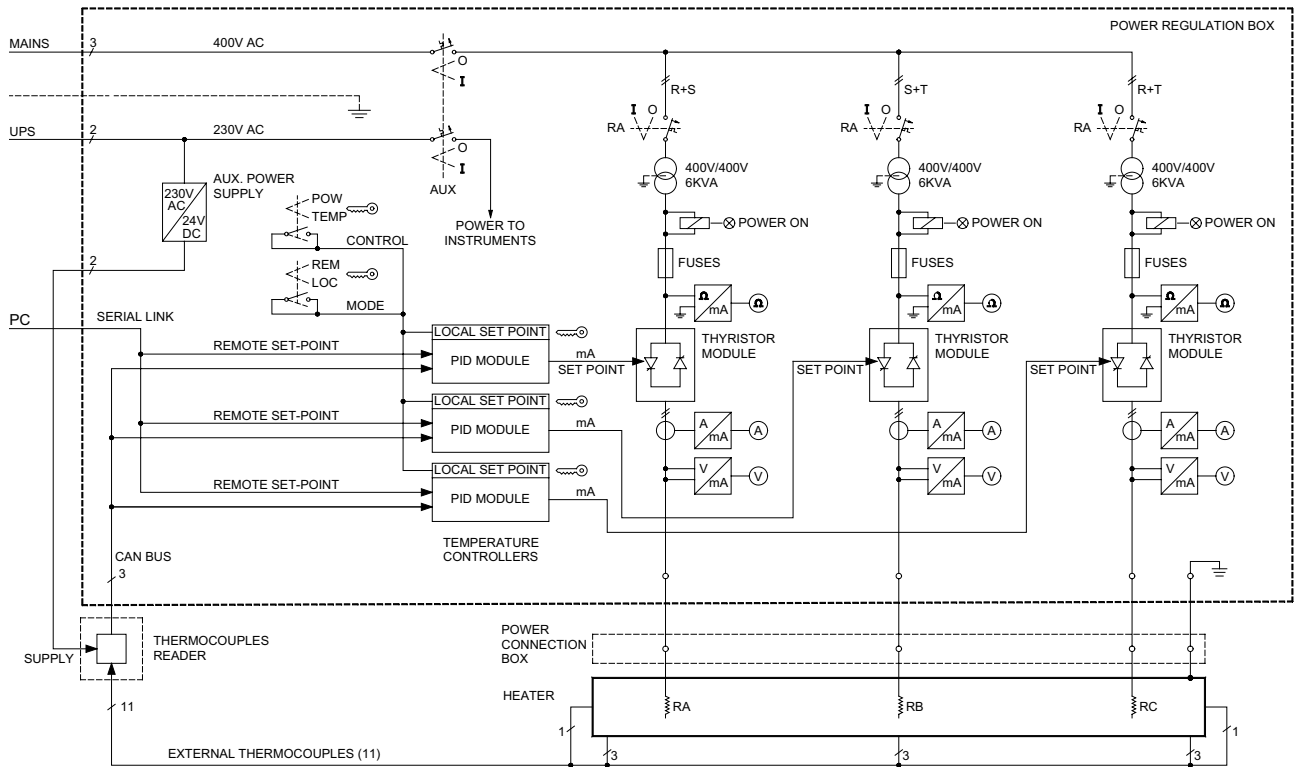 POWER REGULATION BOX
MAINS
3
400V AC
O
I
R+S
S+T
R+T
I O
RA
I O
RA
I O
RA
UPS
2
230V AC
O
I
AUX
400V/400V
6KVA
400V/400V
6KVA
400V/400V
6KVA
230V
AC
24V
DC
AUX. POWER
SUPPLY
POW
TEMP
CONTROL
POWER TO
INSTRUMENTS
POWER ON
POWER ON
POWER ON
2
REM
LOC
MODE
FUSES
FUSES
FUSES
Ω
mA
Ω
Ω
mA
Ω
Ω
mA
Ω
PC
SERIAL LINK
LOCAL SET POINT
PID MODULE
REMOTE SET-POINT
mA
SET POINT
THYRISTOR
MODULE
SET POINT
THYRISTOR
MODULE
SET POINT
THYRISTOR
MODULE
LOCAL SET POINT
PID MODULE
REMOTE SET-POINT
mA
A
mA
A
A
mA
A
A
mA
A
LOCAL SET POINT
PID MODULE
REMOTE SET-POINT
mA
V
mA
V
V
mA
V
V
mA
V
TEMPERATURE
CONTROLLERS
CAN BUS
3
SUPPLY
THERMOCOUPLES
READER
POWER
CONNECTION
BOX
HEATER
RA
RB
RC
11
1
3
3
3
1
EXTERNAL THERMOCOUPLES (11)